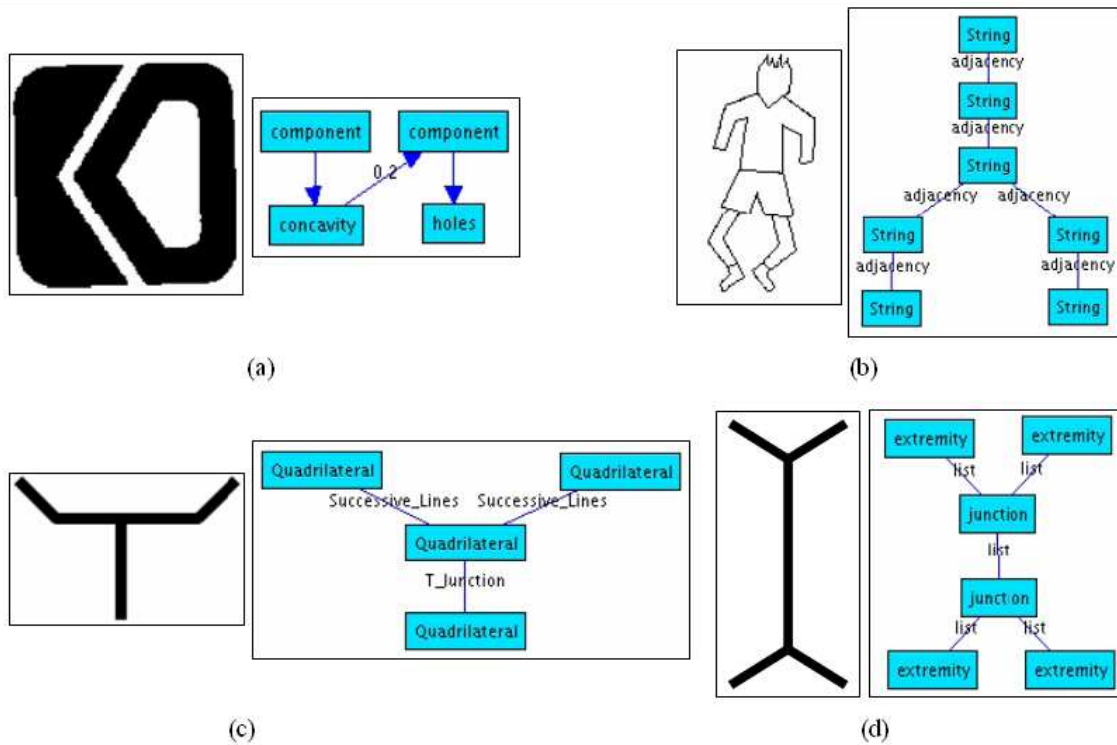 component component
0.2
concavity holes
(a)
String
adjacency
String
adjacency
String
adjacency adjacency
String String
adjacency adjacency
String String
(b)
Quadrilateral Quadrilateral
Successive_Lines Successive_Lines
Quadrilateral
T_Junction
Quadrilateral
(c)
extremity extremity
list list
junction
list
junction
list list
extremity extremity
(d)